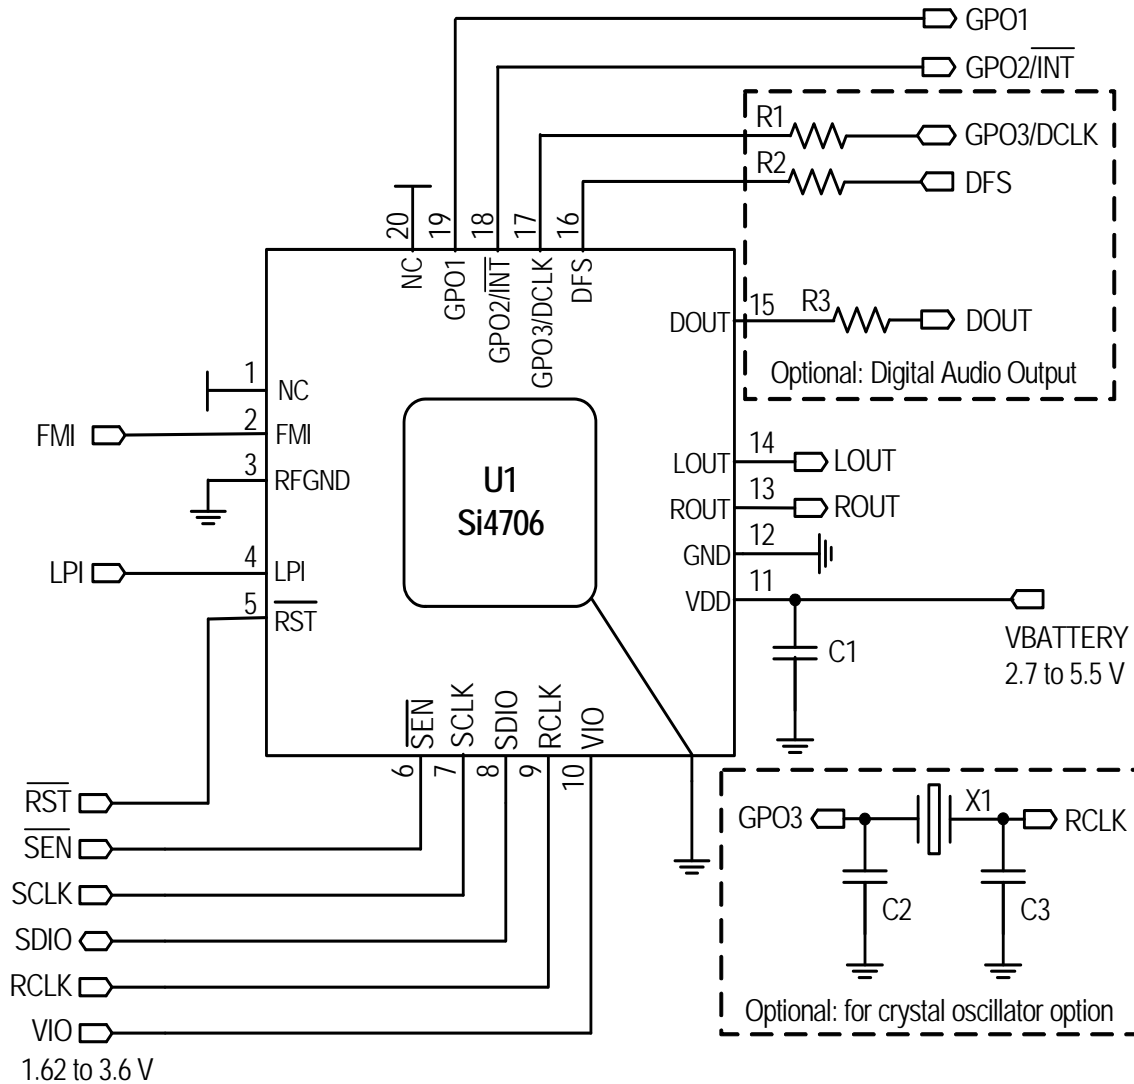 GPO1
GPO2/INT
R1
GPO3/DCLK
R2
DFS
20
19
18
17
16
NC
GPO1
GPO2/INT
GPO3/DCLK
DFS
DOUT
15
R3
DOUT
Optional: Digital Audio Output
1
NC
FMI
2
FMI
3
RFGND
U1
Si4706
LOUT
14
LOUT
ROUT
13
ROUT
GND
12
LPI
4
LPI
5
RST
VDD
11
VBATTERY
2.7 to 5.5 V
C1
SEN
SCLK
SDIO
RCLK
VIO
6
7
8
9
10
RST
SEN
SCLK
SDIO
RCLK
VIO
1.62 to 3.6 V
GPO3
X1
RCLK
C2
C3
Optional: for crystal oscillator option